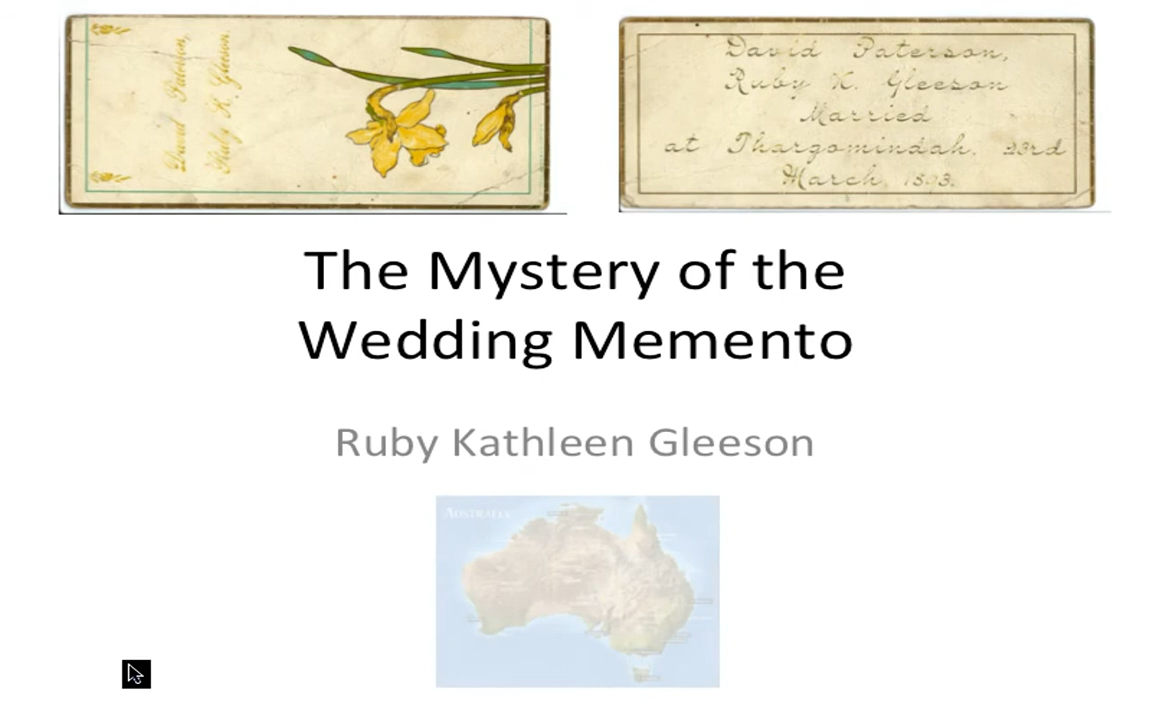 David Paterson,
Ruby K. Gleeson.
David Paterson,
Ruby K. Gleeson
Married
at Thargomindah. 23rd
March, 1893.
The Mystery of the
Wedding Memento
Ruby Kathleen Gleeson
AUSTRALIA